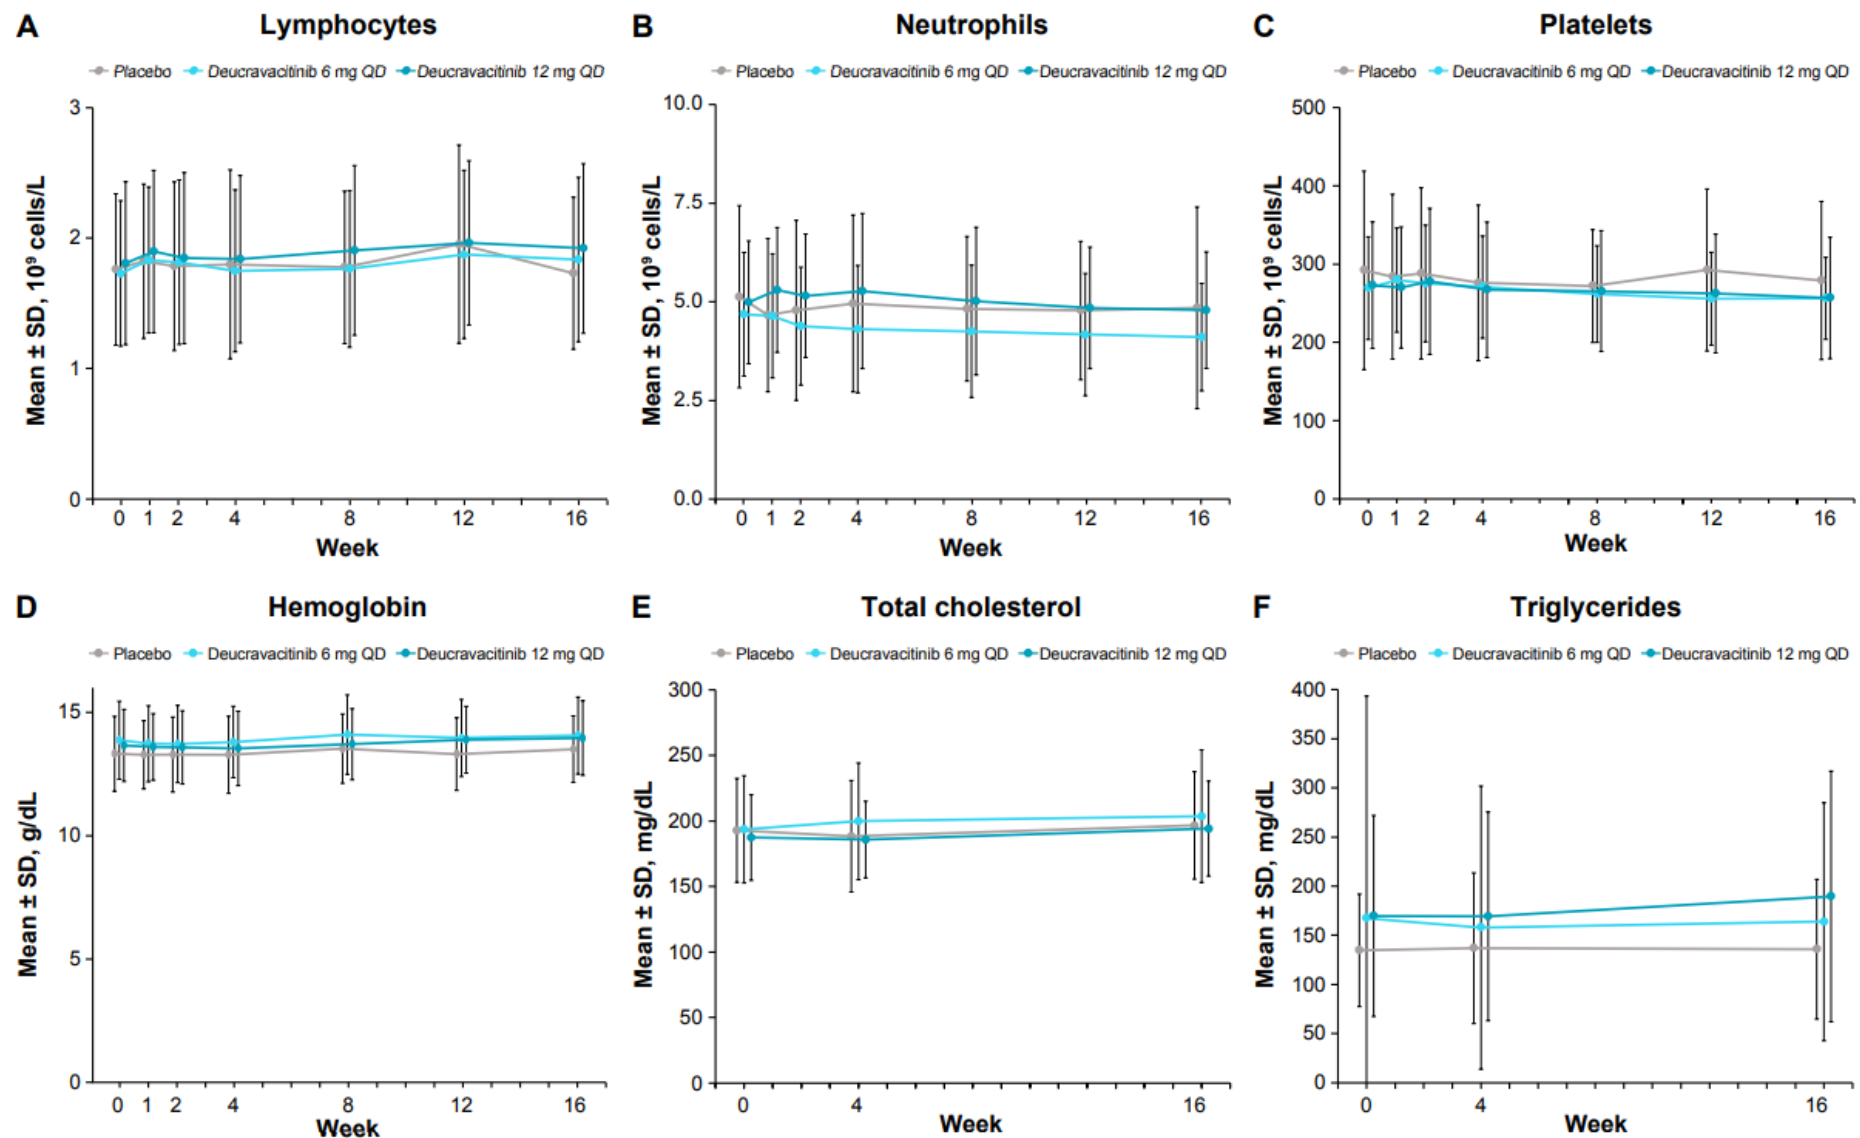 A Lymphocytes
Placebo Deucravacitinib 6 mg QD Deucravacitinib 12 mg QD
Mean ± SD, 10⁹ cells/L
3
2
1
0
0 1 2 4 8 12 16
Week
B Neutrophils
Placebo Deucravacitinib 6 mg QD Deucravacitinib 12 mg QD
Mean ± SD, 10⁹ cells/L
10.0
7.5
5.0
2.5
0.0
0 1 2 4 8 12 16
Week
C Platelets
Placebo Deucravacitinib 6 mg QD Deucravacitinib 12 mg QD
Mean ± SD, 10⁹ cells/L
500
400
300
200
100
0
0 1 2 4 8 12 16
Week
D Hemoglobin
Placebo Deucravacitinib 6 mg QD Deucravacitinib 12 mg QD
Mean ± SD, g/dL
15
10
5
0
0 1 2 4 8 12 16
Week
E Total cholesterol
Placebo Deucravacitinib 6 mg QD Deucravacitinib 12 mg QD
Mean ± SD, mg/dL
300
250
200
150
100
50
0
0 4 16
Week
F Triglycerides
Placebo Deucravacitinib 6 mg QD Deucravacitinib 12 mg QD
Mean ± SD, mg/dL
400
350
300
250
200
150
100
50
0
0 4 16
Week